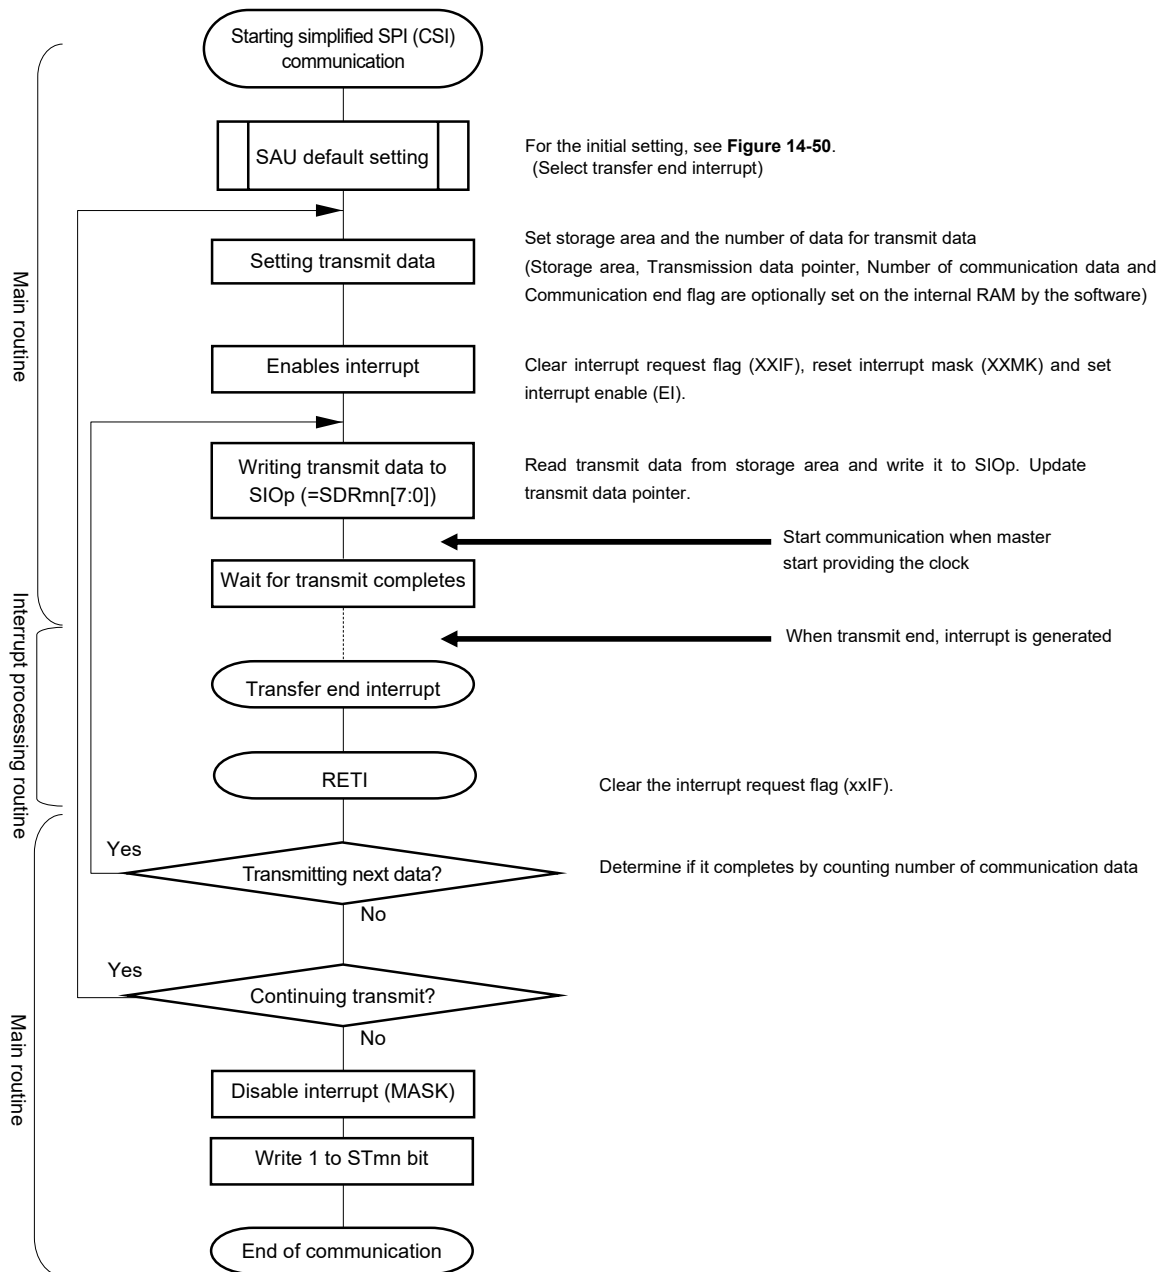 Starting simplified SPI (CSI)
communication
SAU default setting
For the initial setting, see Figure 14-50.
(Select transfer end interrupt)
Setting transmit data
Set storage area and the number of data for transmit data
(Storage area, Transmission data pointer, Number of communication data and
Communication end flag are optionally set on the internal RAM by the software)
Main routine
Enables interrupt
Clear interrupt request flag (XXIF), reset interrupt mask (XXMK) and set
interrupt enable (EI).
Writing transmit data to
SIOp (=SDRmn[7:0])
Read transmit data from storage area and write it to SIOp. Update
transmit data pointer.
Start communication when master
start providing the clock
Wait for transmit completes
When transmit end, interrupt is generated
Interrupt processing routine
Transfer end interrupt
RETI
Clear the interrupt request flag (xxIF).
Yes
Transmitting next data?
Determine if it completes by counting number of communication data
No
Yes
Continuing transmit?
No
Main routine
Disable interrupt (MASK)
Write 1 to STmn bit
End of communication